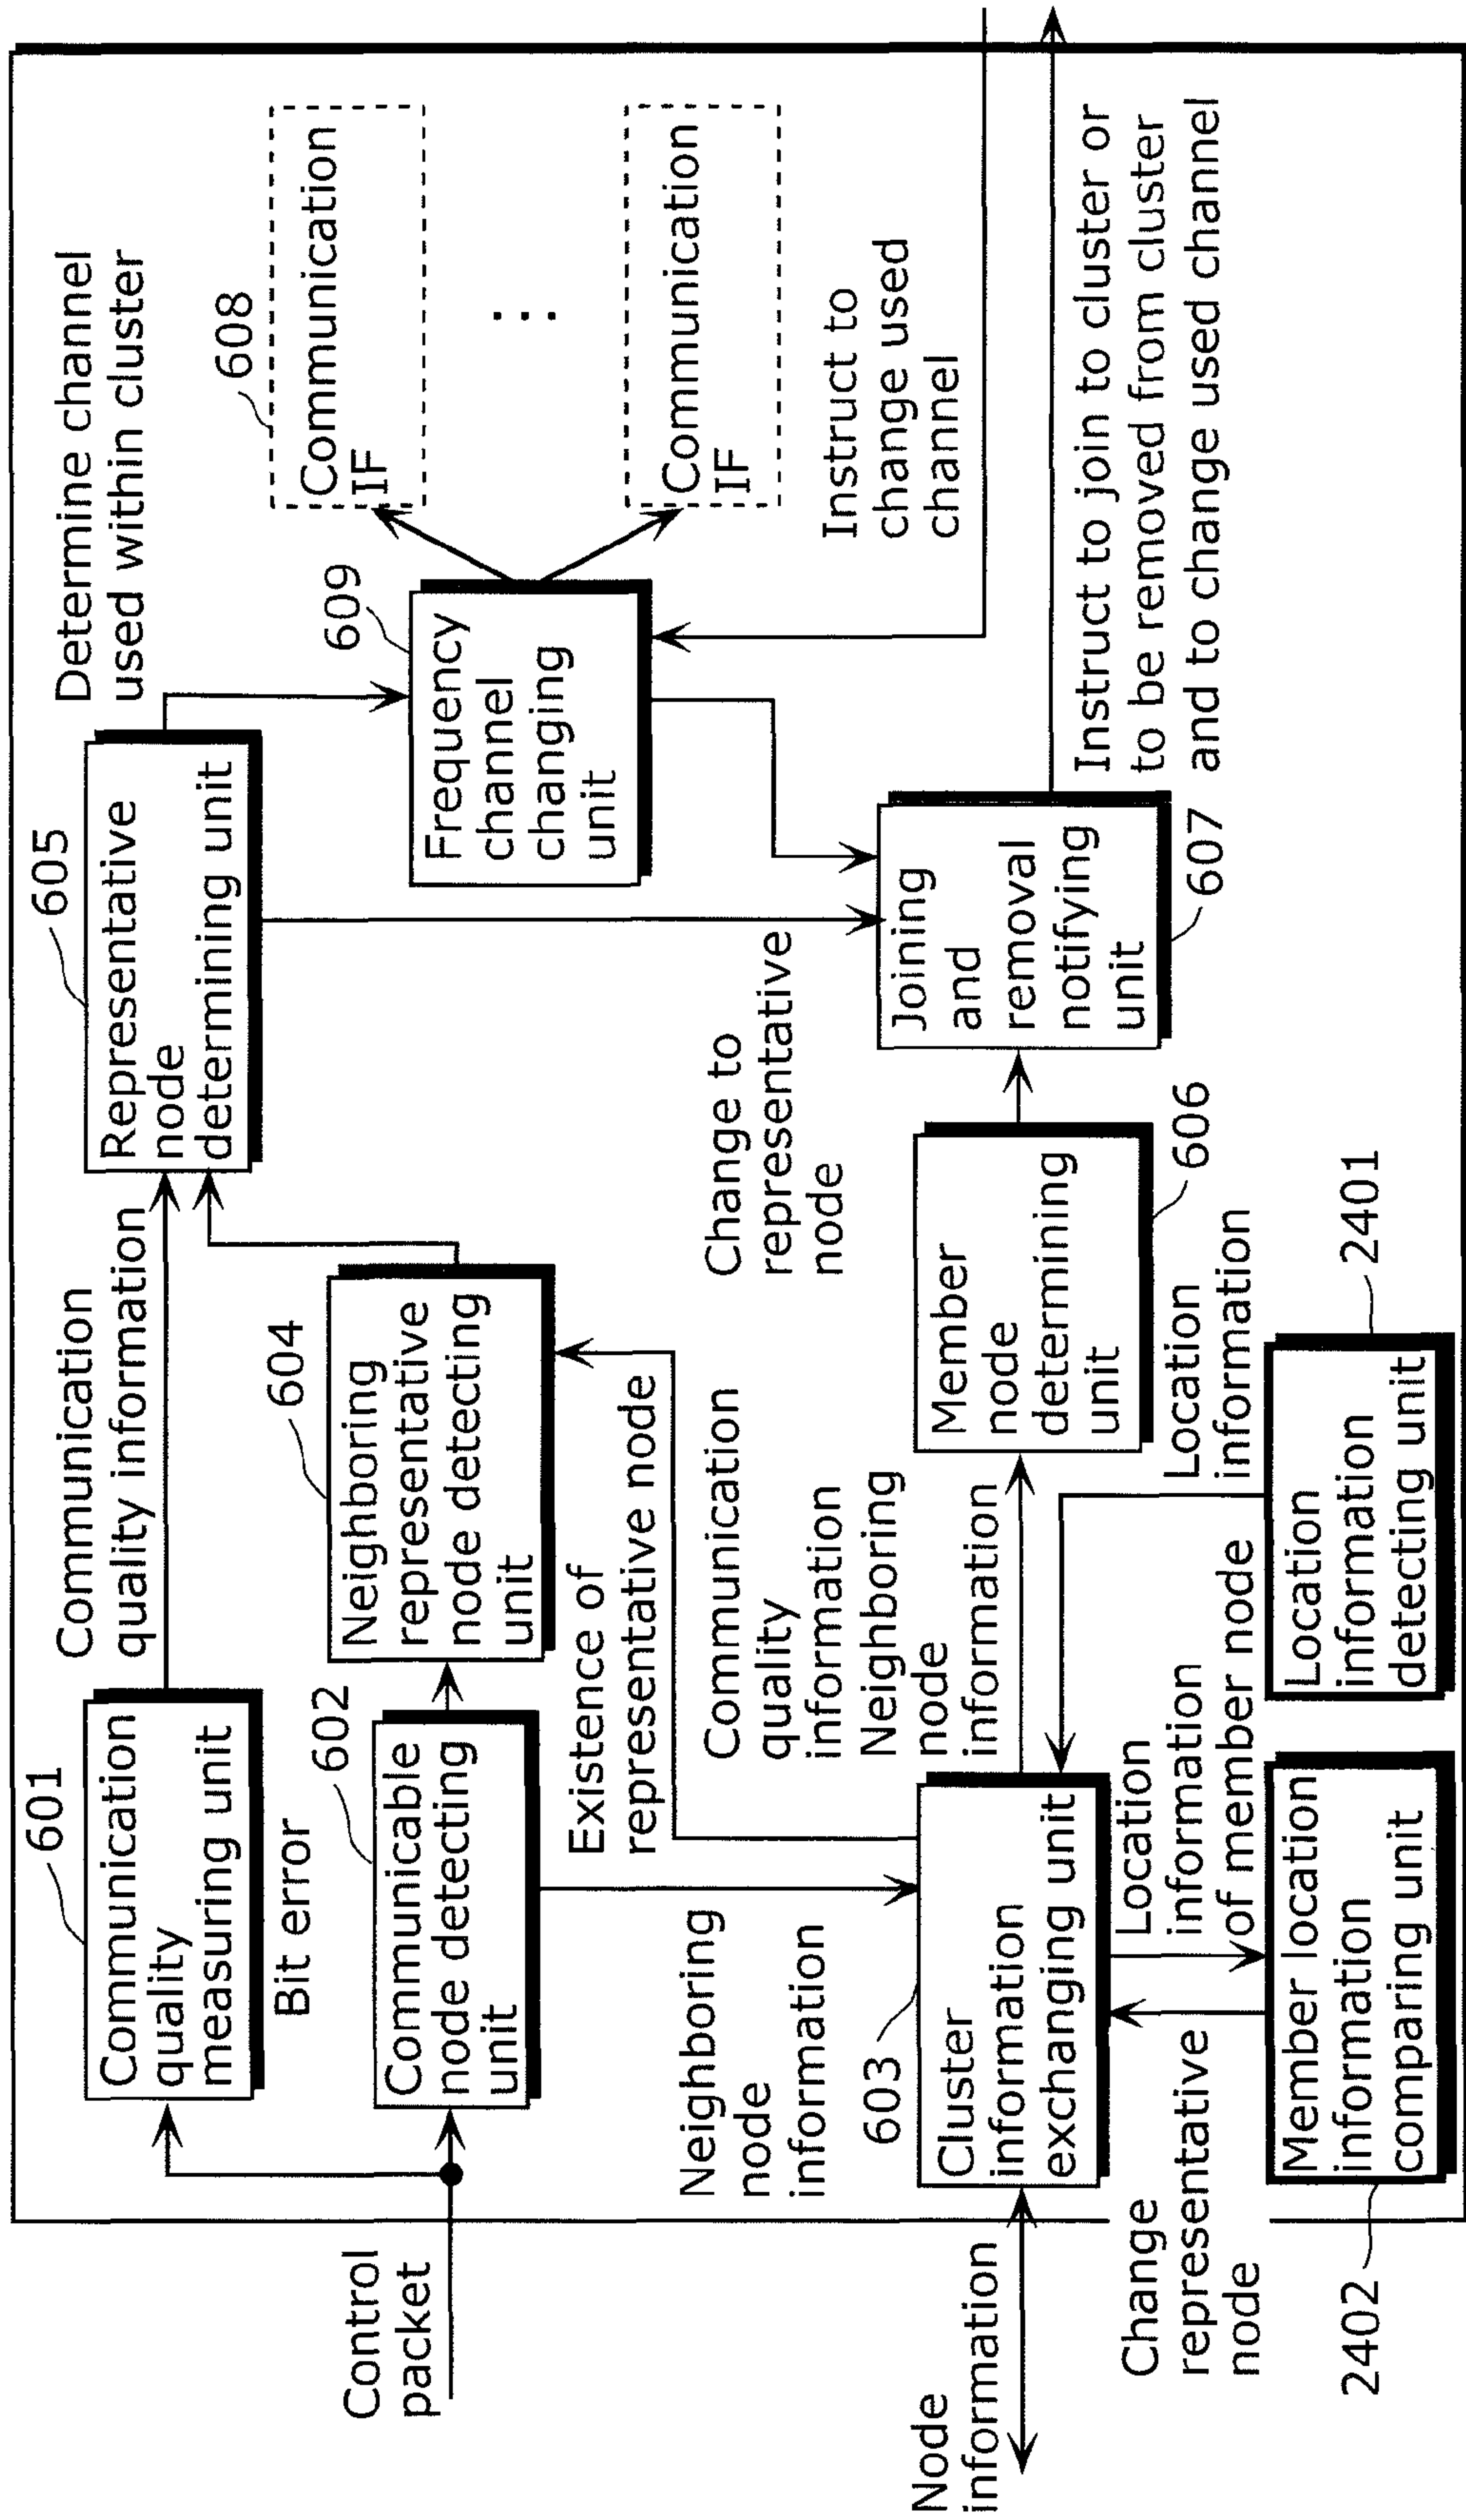 Control
packet
601
Communication
quality
measuring unit
Bit error
Communication
quality information
605
Representative
node
determining unit
Determine channel
used within cluster
608
Communication
IF
...
Communication
IF
602
Communicable
node detecting
unit
604
Neighboring
representative
node detecting
unit
609
Frequency
channel
changing
unit
Existence of
representative node
Neighboring
node
information
Communication
quality
information
Neighboring
node
information
Change to
representative
node
Instruct to
change used
channel
Node
information
603
Cluster
information
exchanging unit
Member
node
determining
unit
606
Joining
and
removal
notifying
unit
607
Instruct to join to cluster or
to be removed from cluster
and to change used channel
Change
representative
node
Location
information
of member node
Location
information
2402
Member location
information
comparing unit
Location
information
detecting unit
2401